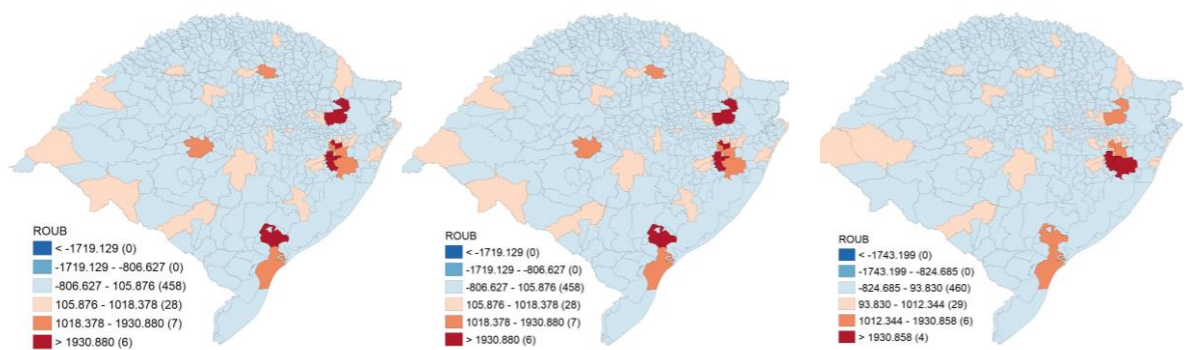 ROUB
< -1719.129 (0)
-1719.129 - -806.627 (0)
-806.627 - 105.876 (458)
105.876 - 1018.378 (28)
1018.378 - 1930.880 (7)
> 1930.880 (6)
ROUB
< -1719.129 (0)
-1719.129 - -806.627 (0)
-806.627 - 105.876 (458)
105.876 - 1018.378 (28)
1018.378 - 1930.880 (7)
> 1930.880 (6)
ROUB
< -1743.199 (0)
-1743.199 - -824.685 (0)
-824.685 - 93.830 (460)
93.830 - 1012.344 (29)
1012.344 - 1930.858 (6)
> 1930.858 (4)